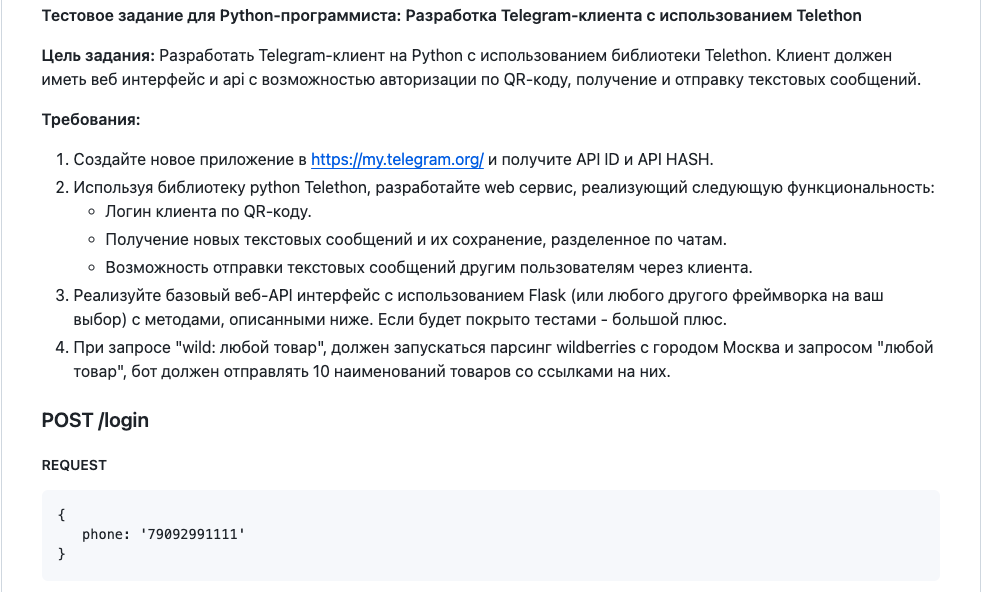 Тестовое задание для Python-программиста: Разработка Telegram-клиента с использованием Telethon
Цель задания: Разработать Telegram-клиент на Python с использованием библиотеки Telethon. Клиент должен
иметь веб интерфейс и api с возможностью авторизации по QR-коду, получение и отправку текстовых сообщений.
Требования:
1. Создайте новое приложение в https://my.telegram.org/ и получите API ID и API HASH.
2. Используя библиотеку python Telethon, разработайте web сервис, реализующий следующую функциональность:
◦ Логин клиента по QR-коду.
◦ Получение новых текстовых сообщений и их сохранение, разделенное по чатам.
◦ Возможность отправки текстовых сообщений другим пользователям через клиента.
3. Реализуйте базовый веб-API интерфейс с использованием Flask (или любого другого фреймворка на ваш
выбор) с методами, описанными ниже. Если будет покрыто тестами - большой плюс.
4. При запросе "wild: любой товар", должен запускаться парсинг wildberries с городом Москва и запросом "любой
товар", бот должен отправлять 10 наименований товаров со ссылками на них.
POST /login
REQUEST
{
phone: '79092991111'
}